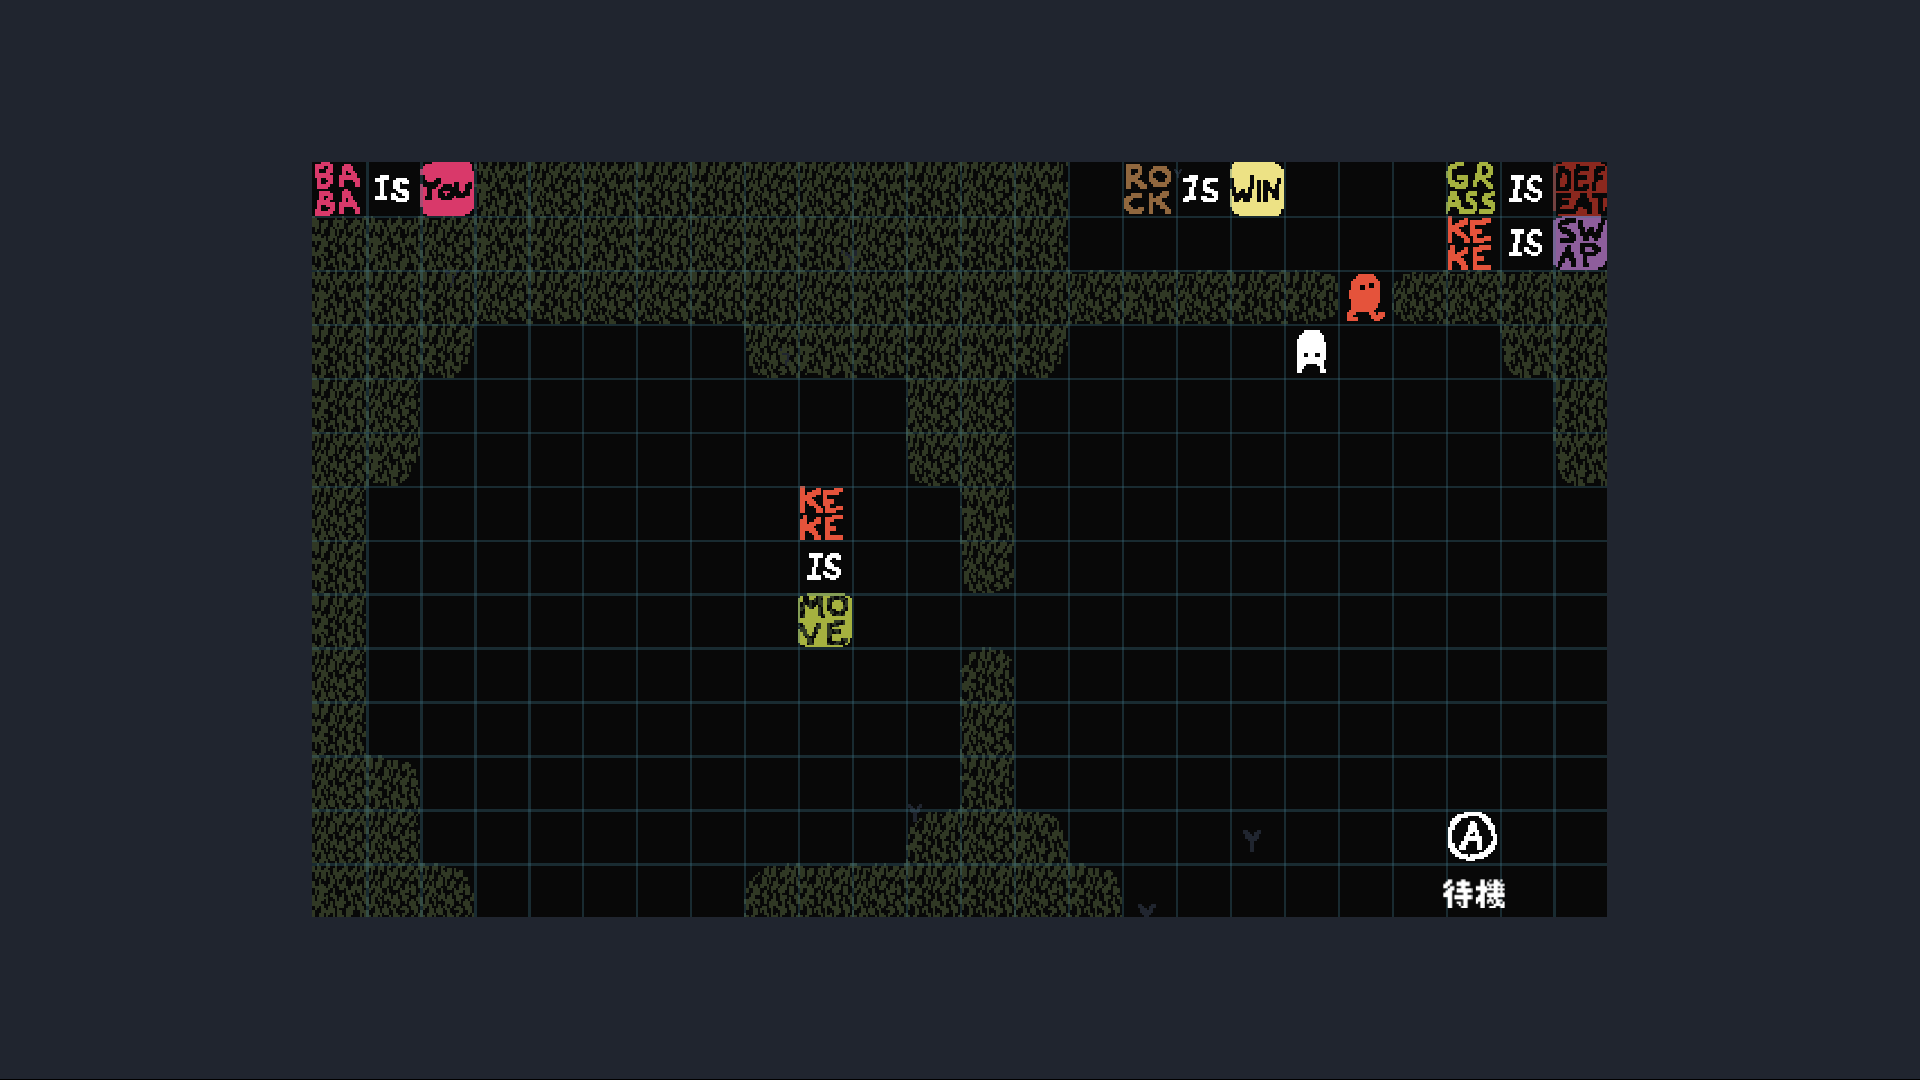 BABA IS YOU
ROCK IS WIN
GRASS IS DEFEAT
KEKE IS SWAP
KEKE
IS
MOVE
A
待機